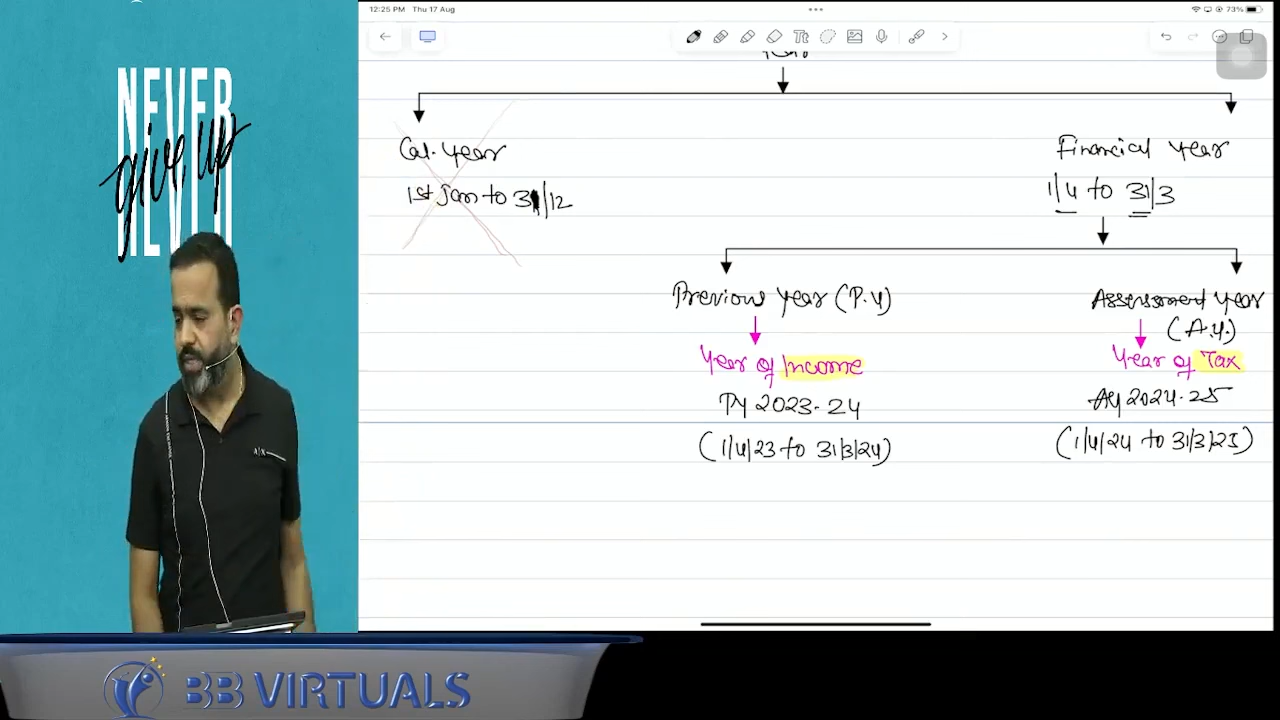 12:25 PM Thu 17 Aug
73%
NEVER
give up
NEVER
Cal. year
1st Jan to 31/12
Financial year
1/4 to 31/3
Previous year (P.y)
Assessment year
(A.y.)
year of Income
year of Tax
Py 2023-24
Ay 2024-25
(1/4/23 to 31/3/24)
(1/4/24 to 31/3/25)
A|X
BB VIRTUALS